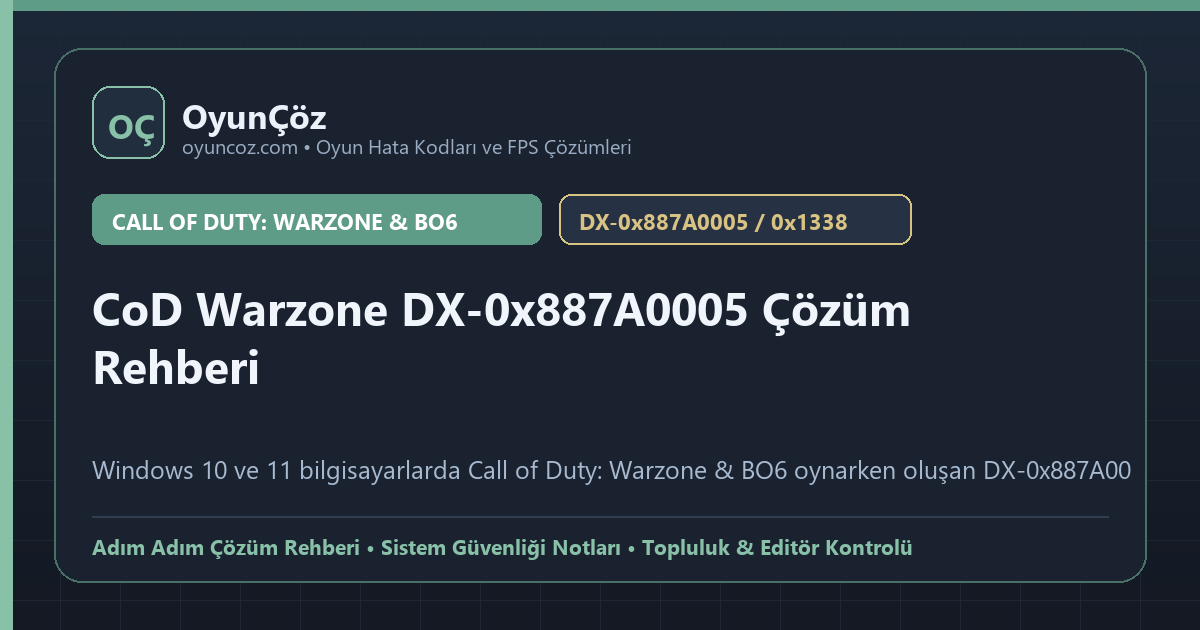 OÇ
OyunÇöz
oyuncoz.com • Oyun Hata Kodları ve FPS Çözümleri
CALL OF DUTY: WARZONE & BO6
DX-0x887A0005 / 0x1338
CoD Warzone DX-0x887A0005 Çözüm
Rehberi
Windows 10 ve 11 bilgisayarlarda Call of Duty: Warzone & BO6 oynarken oluşan DX-0x887A00
Adım Adım Çözüm Rehberi • Sistem Güvenliği Notları • Topluluk & Editör Kontrolü